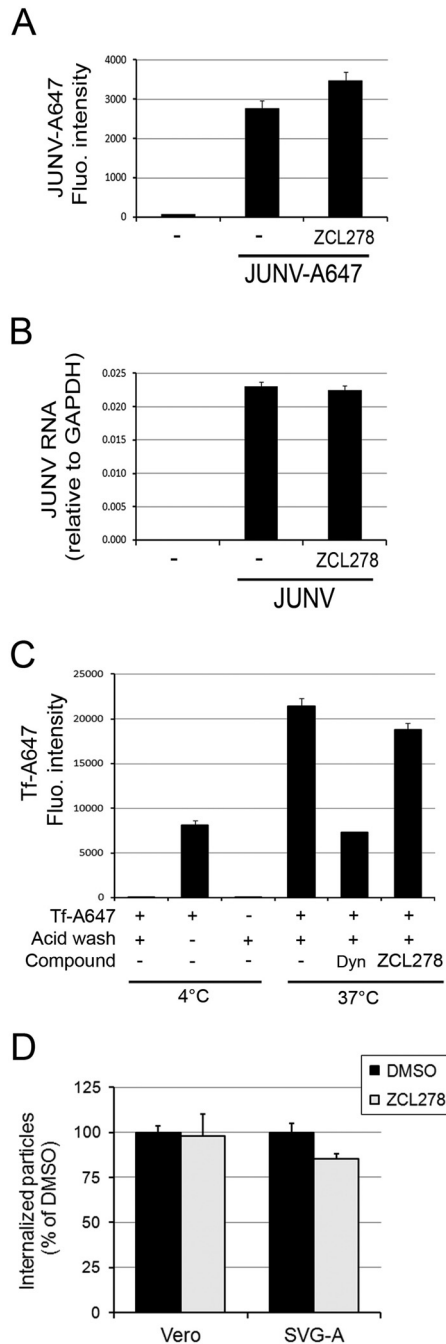 A
JUNV-A647
Fluo. intensity
4000
3000
2000
1000
0
-
-
ZCL278
JUNV-A647
B
JUNV RNA
(relative to GAPDH)
0.025
0.020
0.015
0.010
0.005
0.000
-
-
ZCL278
JUNV
C
Tf-A647
Fluo. intensity
25000
20000
15000
10000
5000
0
Tf-A647 + + - + + +
Acid wash + - + + + +
Compound - - - - Dyn ZCL278
4°C 37°C
D
DMSO
ZCL278
Internalized particles
(% of DMSO)
125
100
75
50
25
0
Vero SVG-A